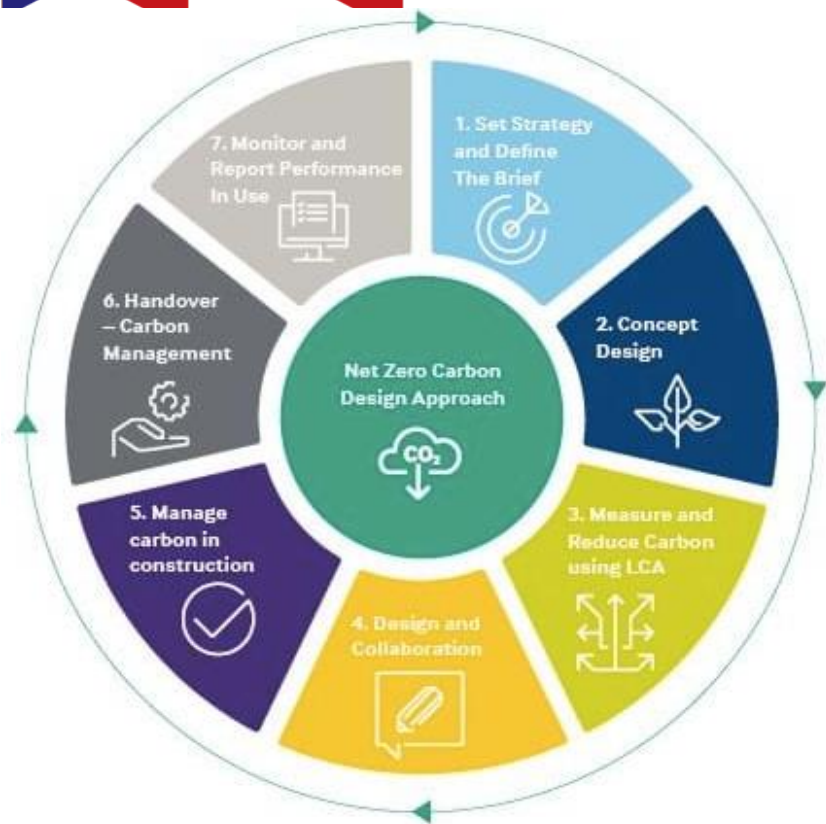 1. Set Strategy
and Define
The Brief
2. Concept
Design
3. Measure and
Reduce Carbon
using LCA
4. Design and
Collaboration
5. Manage
carbon in
construction
6. Handover
– Carbon
Management
7. Monitor and
Report Performance
In Use
Net Zero Carbon
Design Approach
CO₂